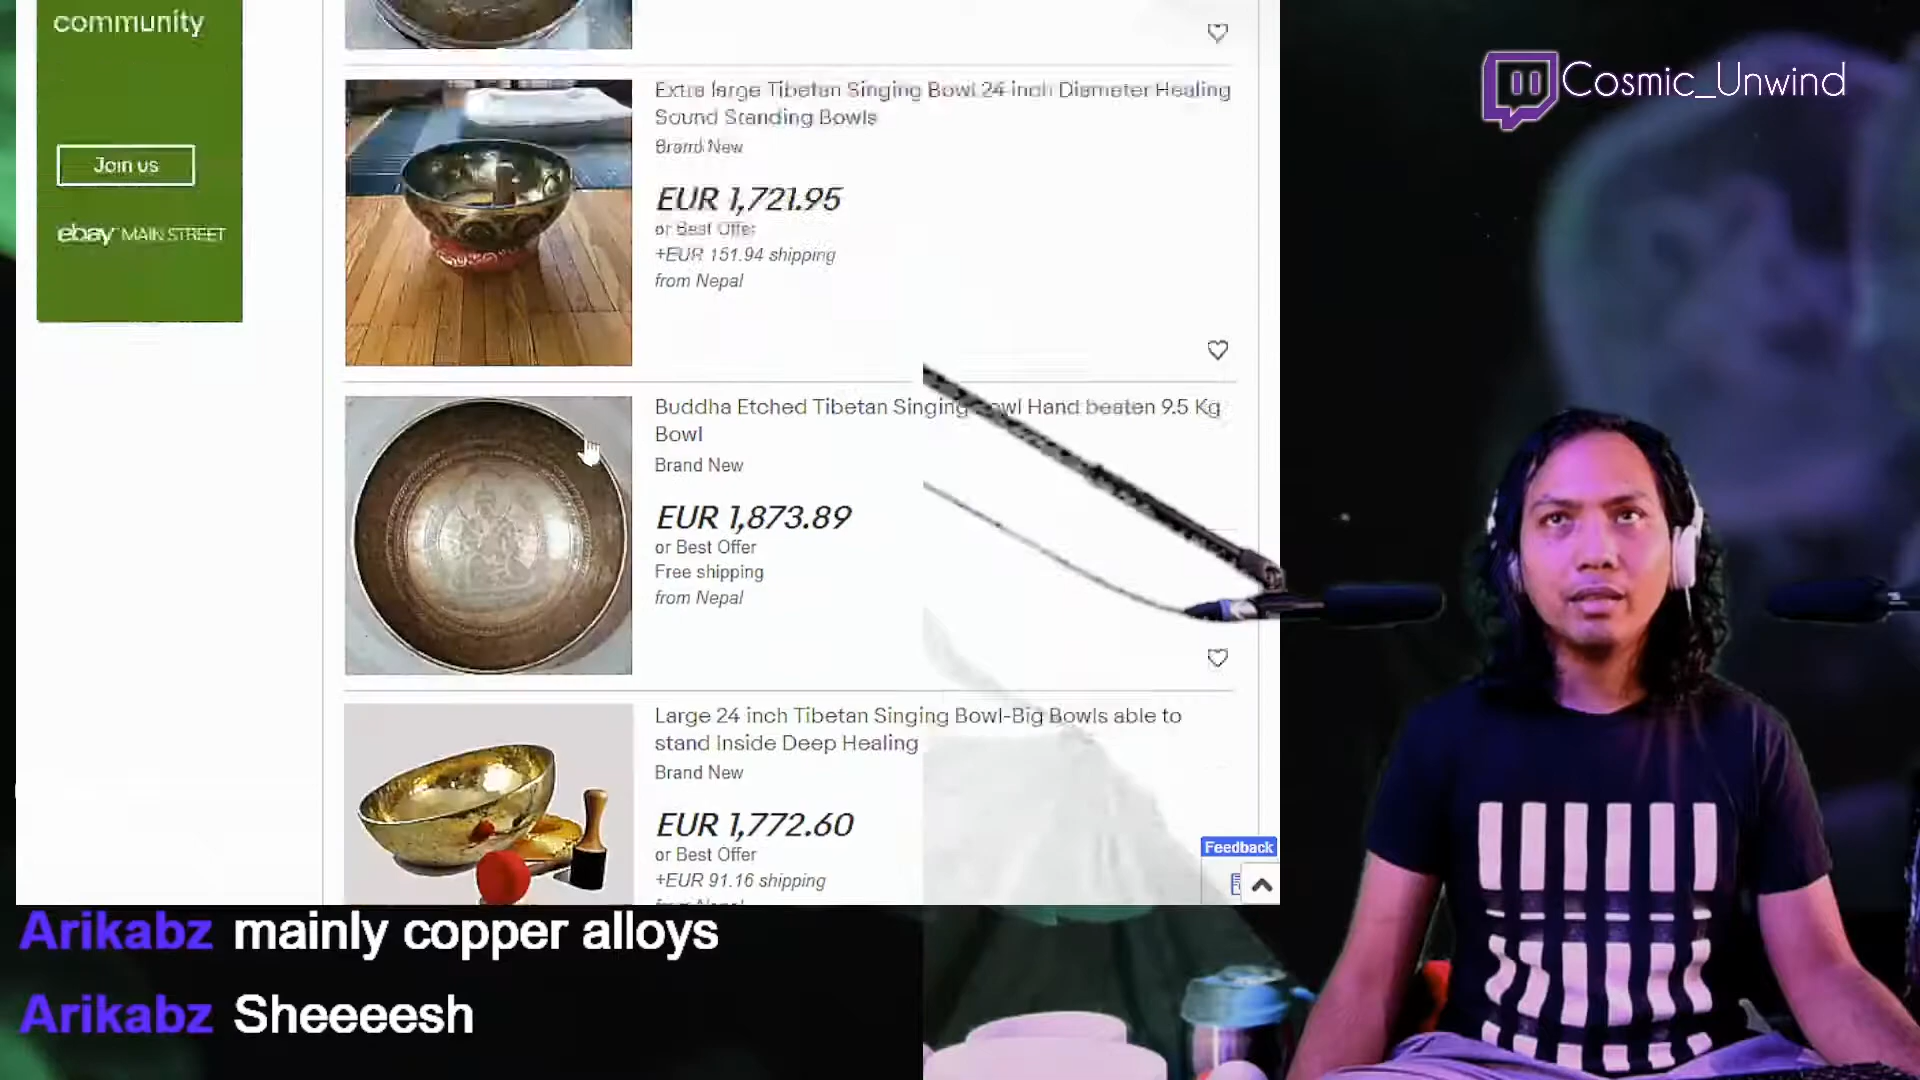 community
Join us
ebay MAIN STREET
Extra large Tibetan Singing Bowl 24 inch Diameter Healing
Sound Standing Bowls
Brand New
EUR 1,721.95
or Best Offer
+EUR 151.94 shipping
from Nepal
Buddha Etched Tibetan Singing Bowl Hand beaten 9.5 Kg
Bowl
Brand New
EUR 1,873.89
or Best Offer
Free shipping
from Nepal
Large 24 inch Tibetan Singing Bowl-Big Bowls able to
stand Inside Deep Healing
Brand New
EUR 1,772.60
or Best Offer
+EUR 91.16 shipping
Feedback
Cosmic_Unwind
Arikabz mainly copper alloys
Arikabz Sheeeesh